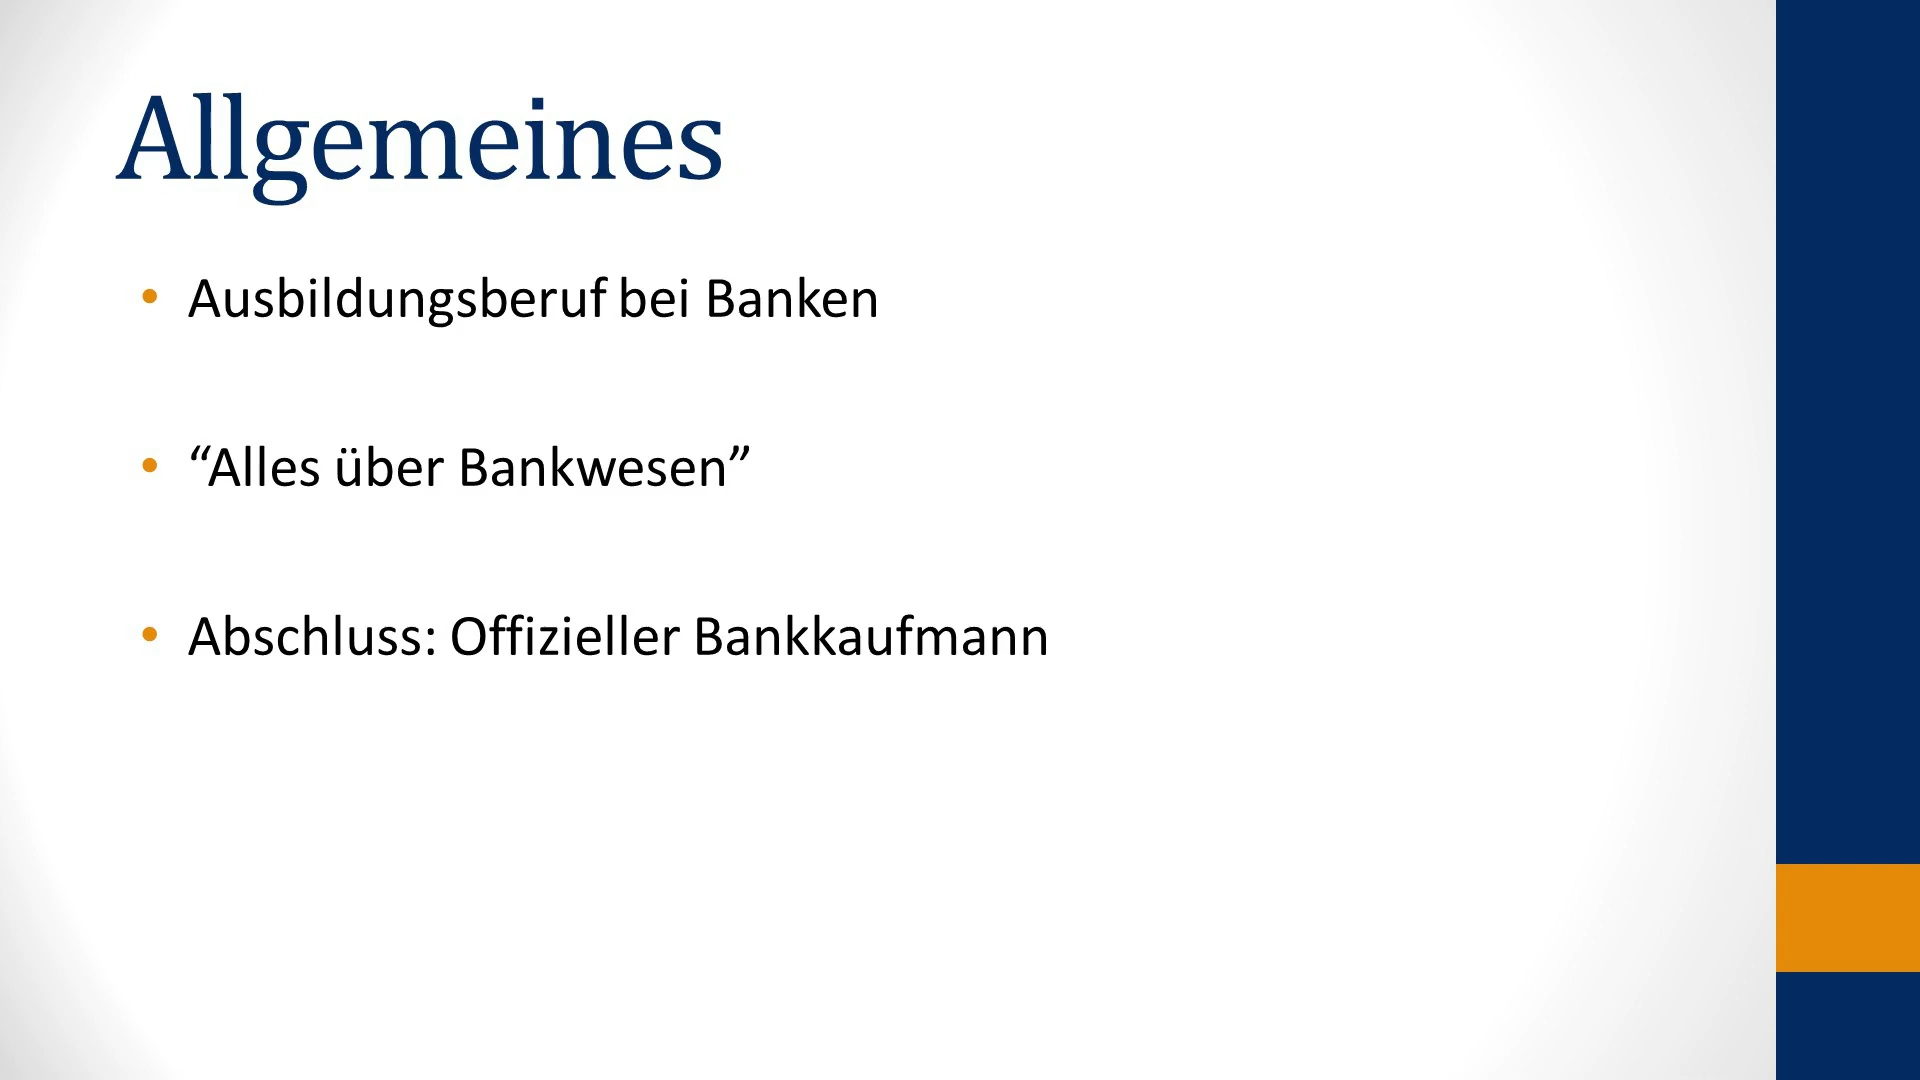 Allgemeines
• Ausbildungsberuf bei Banken
• “Alles über Bankwesen”
• Abschluss: Offizieller Bankkaufmann